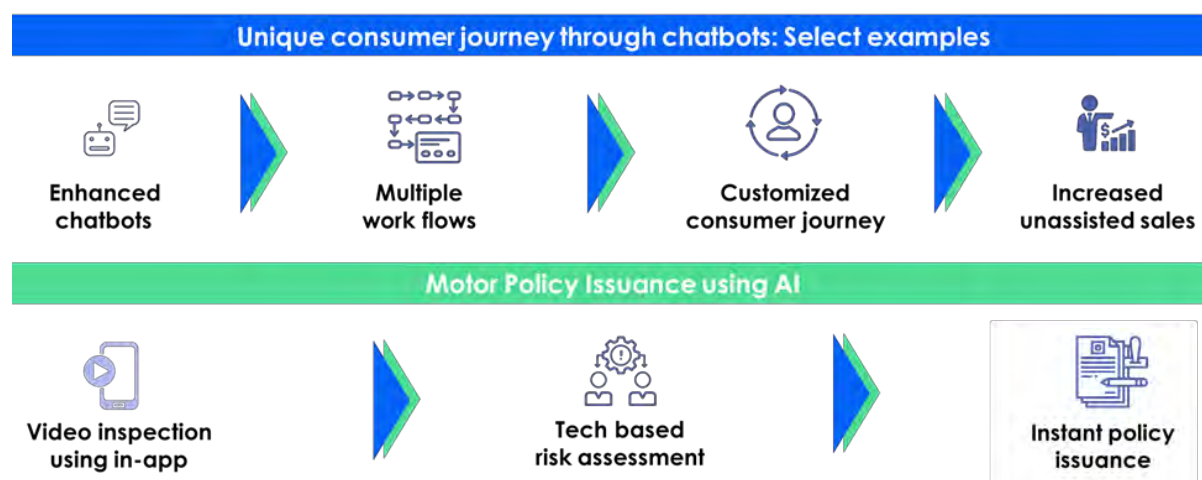 Unique consumer journey through chatbots: Select examples
Enhanced
chatbots
Multiple
work flows
Customized
consumer journey
Increased
unassisted sales
Motor Policy Issuance using AI
Video inspection
using in-app
Tech based
risk assessment
Instant policy
issuance